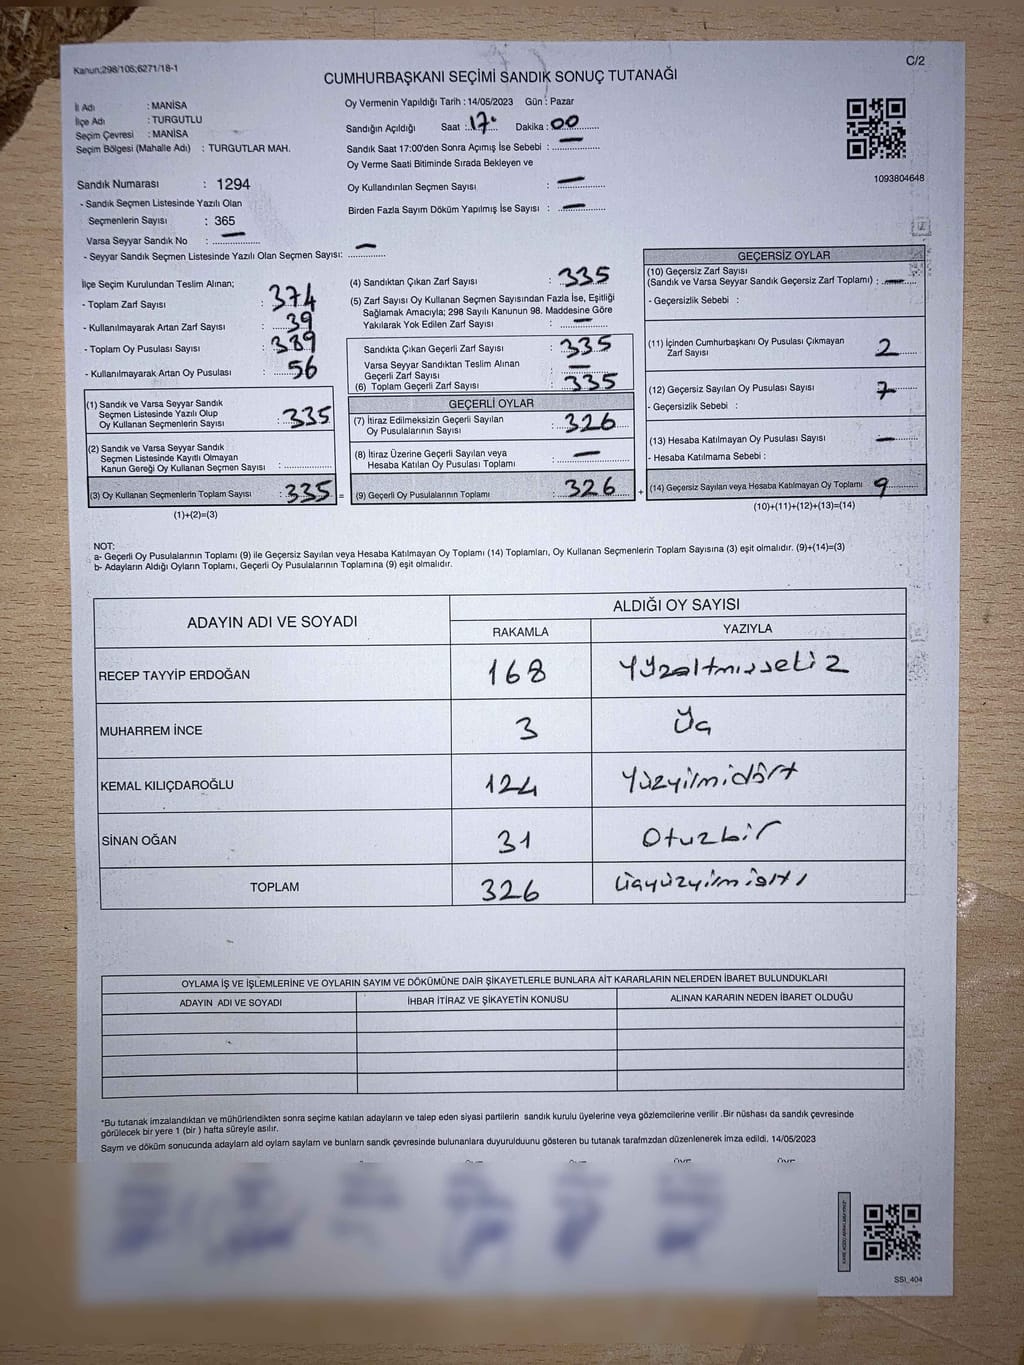 Kanun;298/105;6271/18-1
C/2
CUMHURBAŞKANI SEÇİMİ SANDIK SONUÇ TUTANAĞI
İl Adı : MANİSA
İlçe Adı : TURGUTLU
Seçim Çevresi : MANİSA
Seçim Bölgesi (Mahalle Adı) : TURGUTLAR MAH.
Sandık Numarası : 1294
- Sandık Seçmen Listesinde Yazılı Olan
Seçmenlerin Sayısı : 365
Varsa Seyyar Sandık No : —
- Seyyar Sandık Seçmen Listesinde Yazılı Olan Seçmen Sayısı: —
Oy Vermenin Yapıldığı Tarih : 14/05/2023 Gün : Pazar
Sandığın Açıldığı Saat : 17. Dakika : 00
Sandık Saat 17:00'den Sonra Açımış İse Sebebi : —
Oy Verme Saati Bitiminde Sırada Bekleyen ve
Oy Kullandırılan Seçmen Sayısı : —
Birden Fazla Sayım Döküm Yapılmış İse Sayısı : —
1093804648
İlçe Seçim Kurulundan Teslim Alınan;
- Toplam Zarf Sayısı : 374
- Kullanılmayarak Artan Zarf Sayısı : 39
- Toplam Oy Pusulası Sayısı : 389
- Kullanılmayarak Artan Oy Pusulası : 56
(1) Sandık ve Varsa Seyyar Sandık
Seçmen Listesinde Yazılı Olup
Oy Kullanan Seçmenlerin Sayısı : 335
(2) Sandık ve Varsa Seyyar Sandık
Seçmen Listesinde Kayıtlı Olmayan
Kanun Gereği Oy Kullanan Seçmen Sayısı :
(3) Oy Kullanan Seçmenlerin Toplam Sayısı : 335 =
(1)+(2)=(3)
(4) Sandıktan Çıkan Zarf Sayısı : 335
(5) Zarf Sayısı Oy Kullanan Seçmen Sayısından Fazla İse, Eşitliği
Sağlamak Amacıyla; 298 Sayılı Kanunun 98. Maddesine Göre
Yakılarak Yok Edilen Zarf Sayısı : —
Sandıkta Çıkan Geçerli Zarf Sayısı : 335
Varsa Seyyar Sandıktan Teslim Alınan
Geçerli Zarf Sayısı : —
(6) Toplam Geçerli Zarf Sayısı : 335
GEÇERLİ OYLAR
(7) İtiraz Edilmeksizin Geçerli Sayılan
Oy Pusulalarının Sayısı : 326
(8) İtiraz Üzerine Geçerli Sayılan veya
Hesaba Katılan Oy Pusulası Toplamı : —
(9) Geçerli Oy Pusulalarının Toplamı : 326 +
GEÇERSİZ OYLAR
(10) Geçersiz Zarf Sayısı
(Sandık ve Varsa Seyyar Sandık Geçersiz Zarf Toplamı) : —
- Geçersizlik Sebebi :
(11) İçinden Cumhurbaşkanı Oy Pusulası Çıkmayan
Zarf Sayısı 2
(12) Geçersiz Sayılan Oy Pusulası Sayısı 7
- Geçersizlik Sebebi :
(13) Hesaba Katılmayan Oy Pusulası Sayısı —
- Hesaba Katılmama Sebebi :
(14) Geçersiz Sayılan veya Hesaba Katılmayan Oy Toplamı 9
(10)+(11)+(12)+(13)=(14)
NOT:
a- Geçerli Oy Pusulalarının Toplamı (9) ile Geçersiz Sayılan veya Hesaba Katılmayan Oy Toplamı (14) Toplamları, Oy Kullanan Seçmenlerin Toplam Sayısına (3) eşit olmalıdır. (9)+(14)=(3)
b- Adayların Aldığı Oyların Toplamı, Geçerli Oy Pusulalarının Toplamına (9) eşit olmalıdır.
ADAYIN ADI VE SOYADI
ALDIĞI OY SAYISI
RAKAMLA YAZIYLA
RECEP TAYYİP ERDOĞAN 168 Yüzaltmışsekiz
MUHARREM İNCE 3 Üç
KEMAL KILIÇDAROĞLU 124 Yüzyirmidört
SİNAN OĞAN 31 Otuzbir
TOPLAM 326 Üçyüzyirmialtı
OYLAMA İŞ VE İŞLEMLERİNE VE OYLARIN SAYIM VE DÖKÜMÜNE DAİR ŞİKAYETLERLE BUNLARA AİT KARARLARIN NELERDEN İBARET BULUNDUKLARI
ADAYIN ADI VE SOYADI İHBAR İTİRAZ VE ŞİKAYETİN KONUSU ALINAN KARARIN NEDEN İBARET OLDUĞU
*Bu tutanak imzalandıktan ve mühürlendikten sonra seçime katılan adayların ve talep eden siyasi partilerin sandık kurulu üyelerine veya gözlemcilerine verilir .Bir nüshası da sandık çevresinde
görülecek bir yere 1 (bir ) hafta süreyle asılır.
Saym ve döküm sonucunda adaylarn ald oylarn saylarn ve bunlarn sandk çevresinde bulunanlara duyurulduunu gösteren bu tutanak tarafmzdan düzenlenerek imza edildi. 14/05/2023
SSI_404